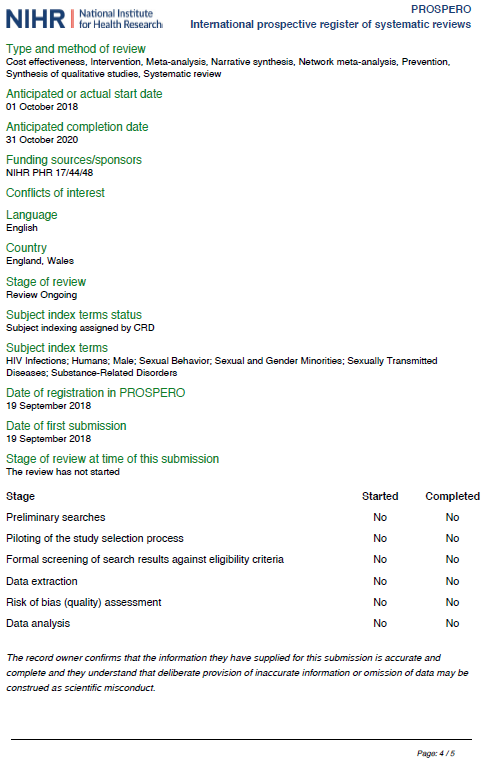 NIHR | National Institute
for Health Research
PROSPERO
International prospective register of systematic reviews
Type and method of review
Cost effectiveness, Intervention, Meta-analysis, Narrative synthesis, Network meta-analysis, Prevention,
Synthesis of qualitative studies, Systematic review
Anticipated or actual start date
01 October 2018
Anticipated completion date
31 October 2020
Funding sources/sponsors
NIHR PHR 17/44/48
Conflicts of interest
Language
English
Country
England, Wales
Stage of review
Review Ongoing
Subject index terms status
Subject indexing assigned by CRD
Subject index terms
HIV Infections; Humans; Male; Sexual Behavior; Sexual and Gender Minorities; Sexually Transmitted
Diseases; Substance-Related Disorders
Date of registration in PROSPERO
19 September 2018
Date of first submission
19 September 2018
Stage of review at time of this submission
The review has not started
Stage Started Completed
Preliminary searches No No
Piloting of the study selection process No No
Formal screening of search results against eligibility criteria No No
Data extraction No No
Risk of bias (quality) assessment No No
Data analysis No No
The record owner confirms that the information they have supplied for this submission is accurate and
complete and they understand that deliberate provision of inaccurate information or omission of data may be
construed as scientific misconduct.
Page: 4 / 5